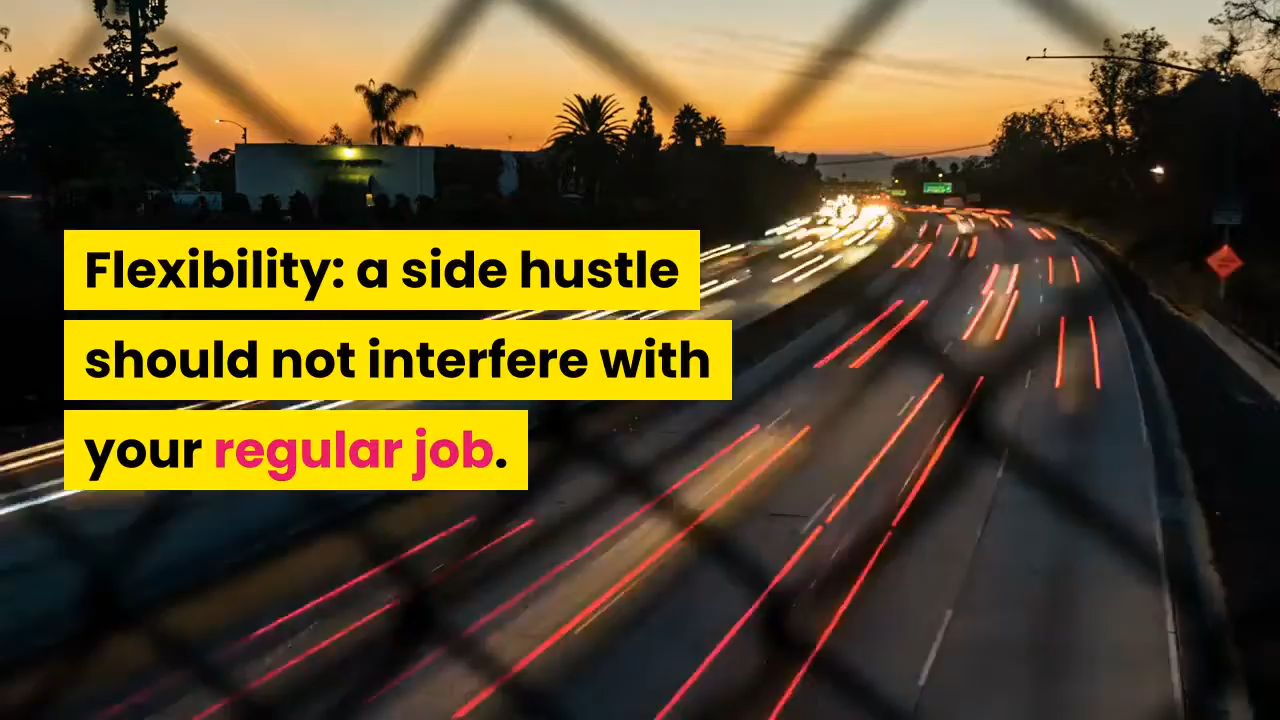 Flexibility: a side hustle
should not interfere with
your regular job.